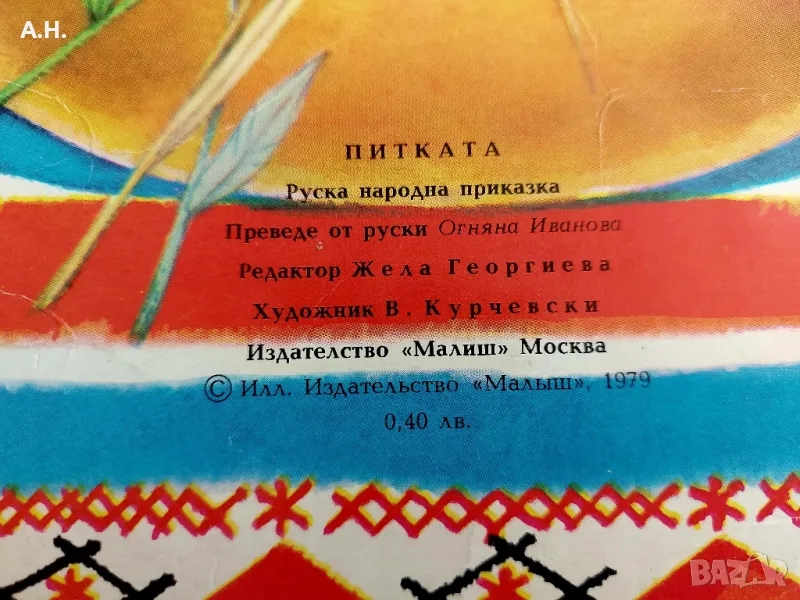 А.Н.
ПИТКАТА
Руска народна приказка
Преведе от руски Огняна Иванова
Редактор Жела Георгиева
Художник В. Курчевски
Издателство «Малиш» Москва
© Илл. Издательство «Малыш», 1979
0,40 лв.
BAZAR